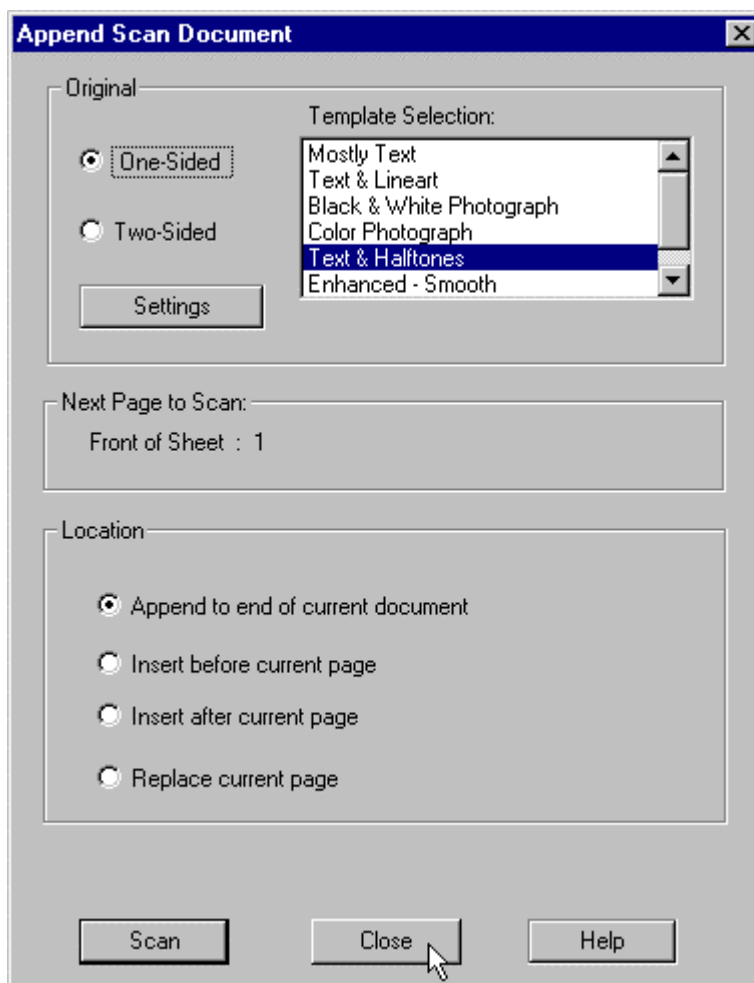 Append Scan Document
Original
Template Selection:
One-Sided
Two-Sided
Settings
Mostly Text
Text & Lineart
Black & White Photograph
Color Photograph
Text & Halftones
Enhanced - Smooth
Next Page to Scan:
Front of Sheet : 1
Location
Append to end of current document
Insert before current page
Insert after current page
Replace current page
Scan
Close
Help